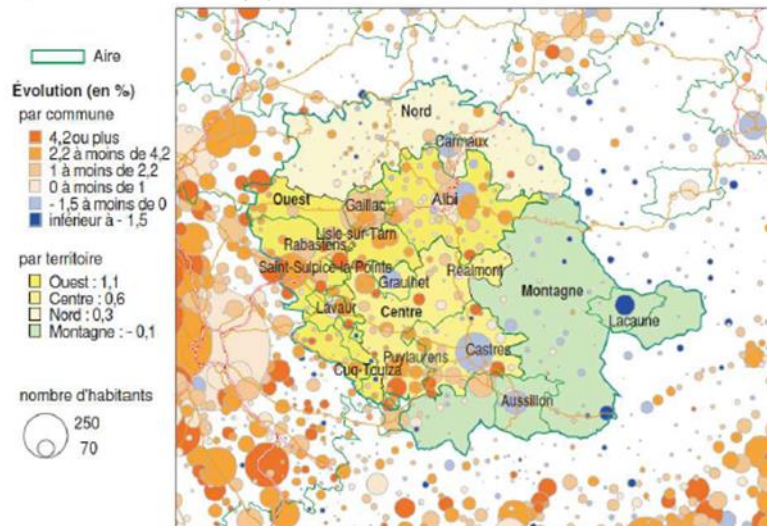 Aire
Évolution (en %)
par commune
4,2ou plus
2,2 à moins de 4,2
1 à moins de 2,2
0 à moins de 1
- 1,5 à moins de 0
inférieur à - 1,5
par territoire
Ouest : 1,1
Centre : 0,6
Nord : 0,3
Montagne : - 0,1
nombre d'habitants
250
70
Nord
Carmaux
Ouest
Gaillac
Albi
Lisle-sur-Tarn
Rabastens
Saint-Sulpice-la-Pointe
Graulhet
Réalmont
Montagne
Lavaur
Centre
Lacaune
Puylaurens
Castres
Cuq-Toulza
Aussillon